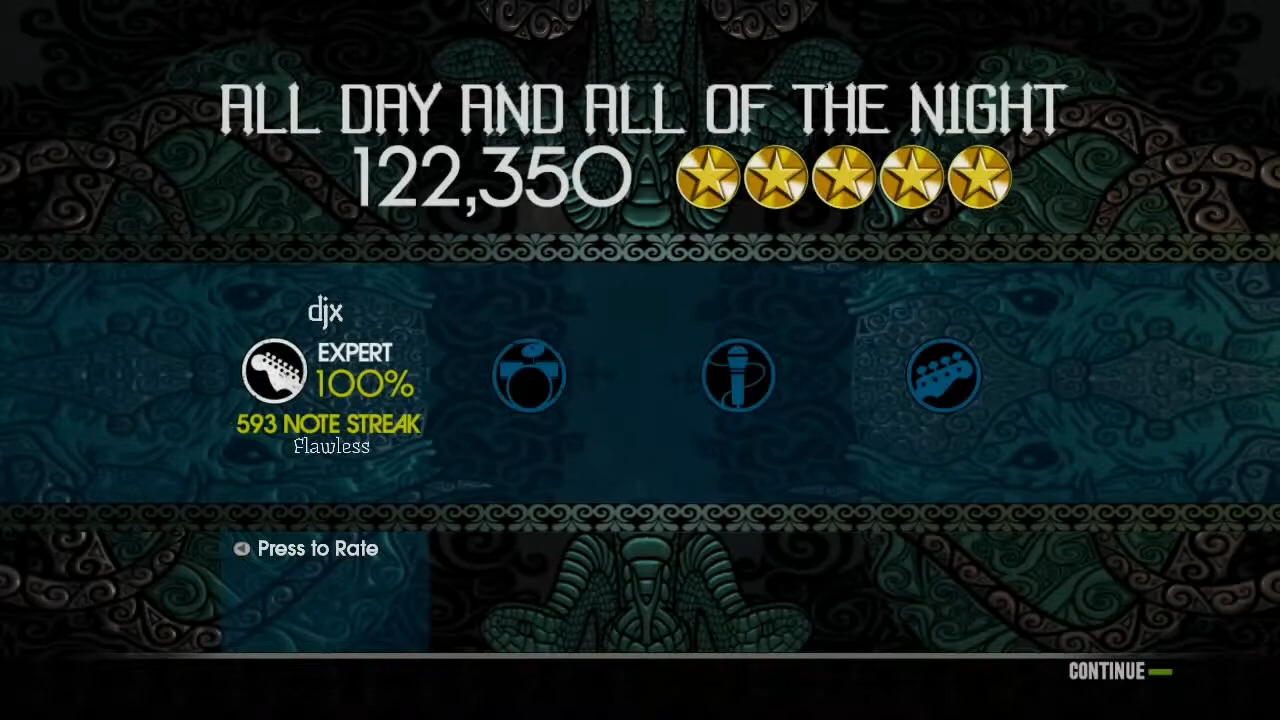 ALL DAY AND ALL OF THE NIGHT
122,350
djx
EXPERT
100%
593 NOTE STREAK
Flawless
Press to Rate
CONTINUE